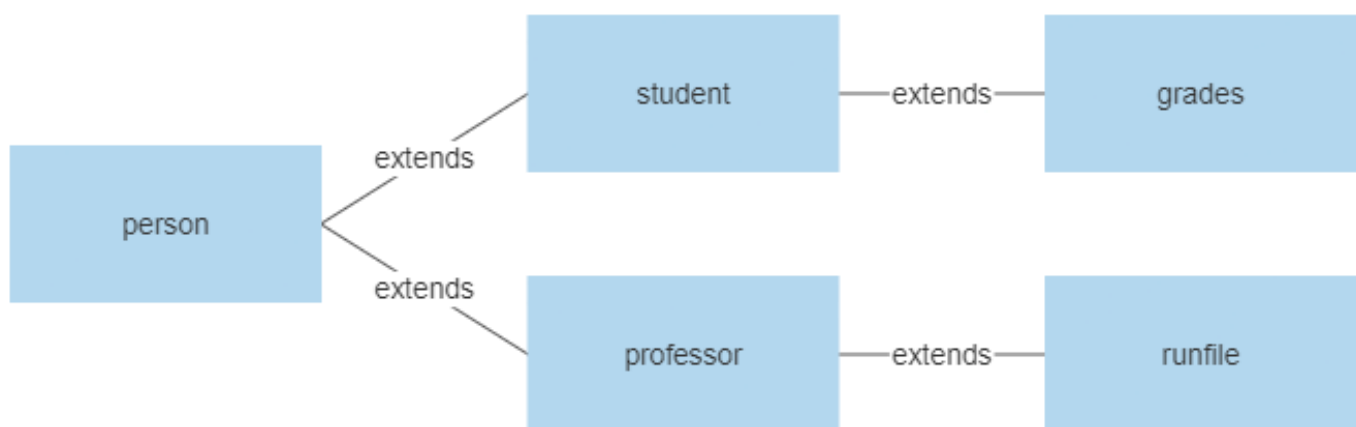 student
extends
grades
extends
person
extends
professor
extends
runfile